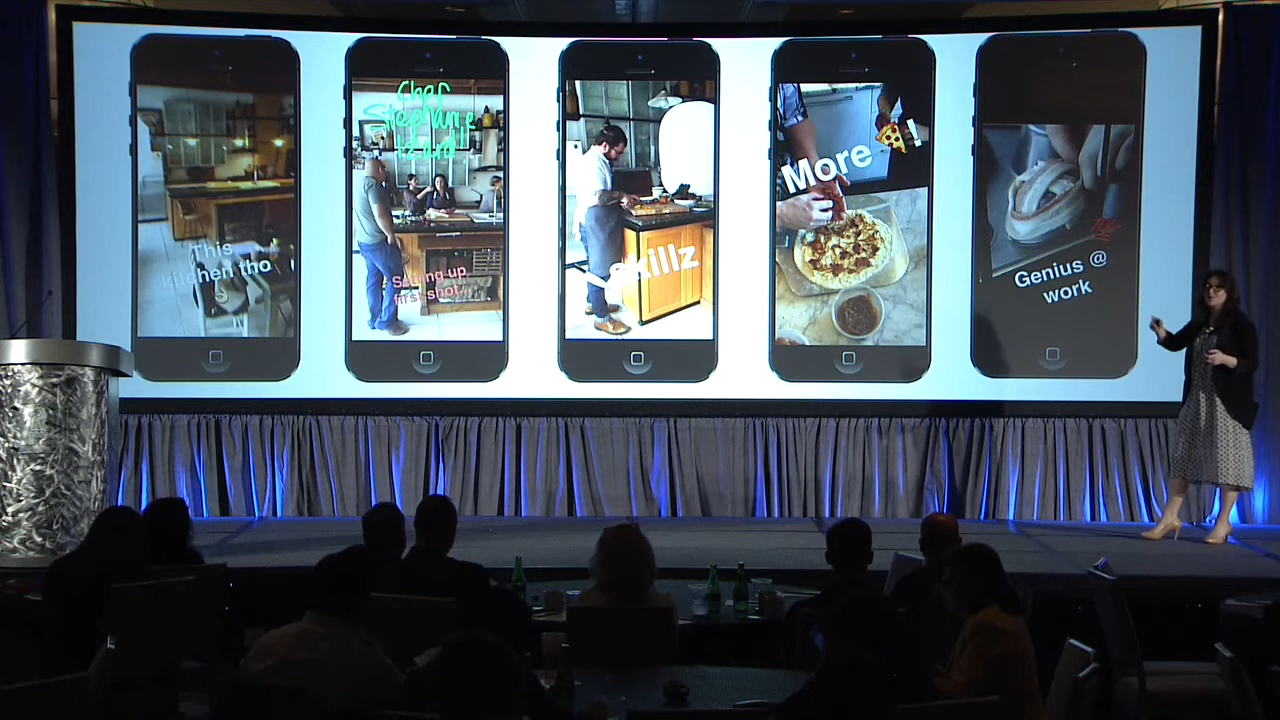 This
kitchen tho
Chef
Stephanie
Izard
Setting up
first shot...
Skillz
More
Genius @
work